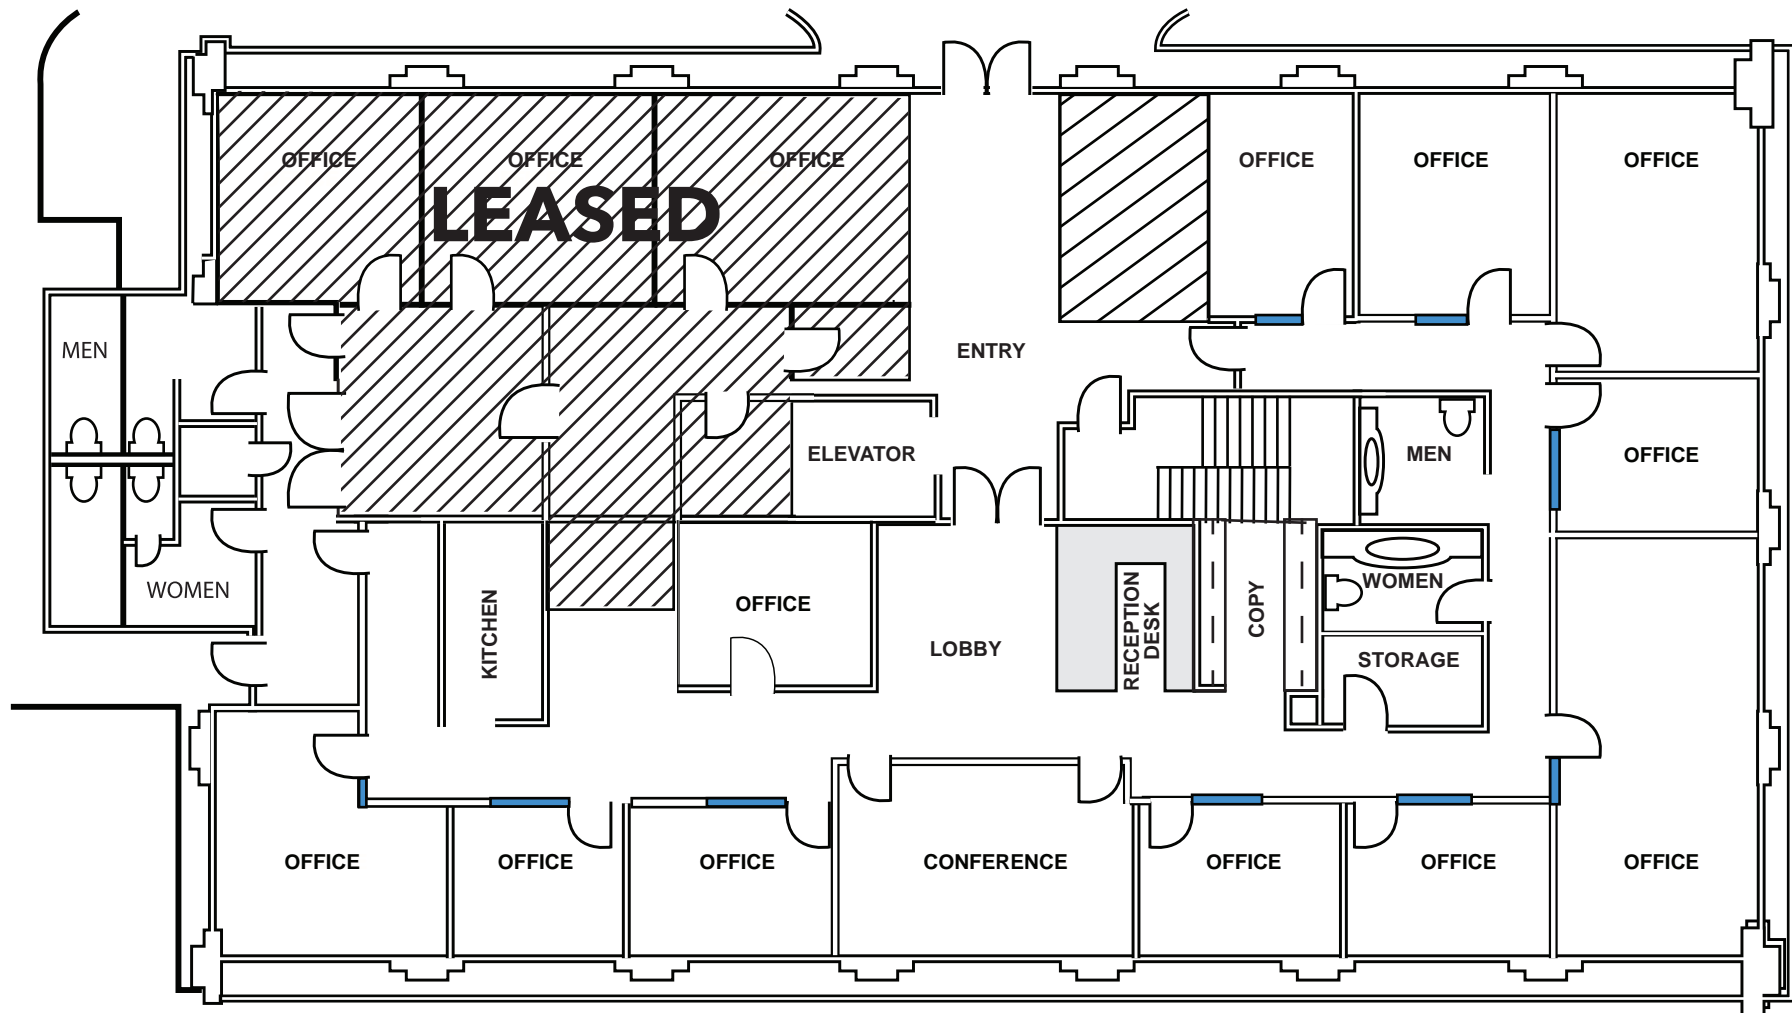 OFFICE
OFFICE
OFFICE
OFFICE
OFFICE
OFFICE
LEASED
MEN
ENTRY
ELEVATOR
MEN
OFFICE
WOMEN
KITCHEN
OFFICE
LOBBY
RECEPTION
DESK
COPY
WOMEN
STORAGE
OFFICE
OFFICE
OFFICE
CONFERENCE
OFFICE
OFFICE
OFFICE